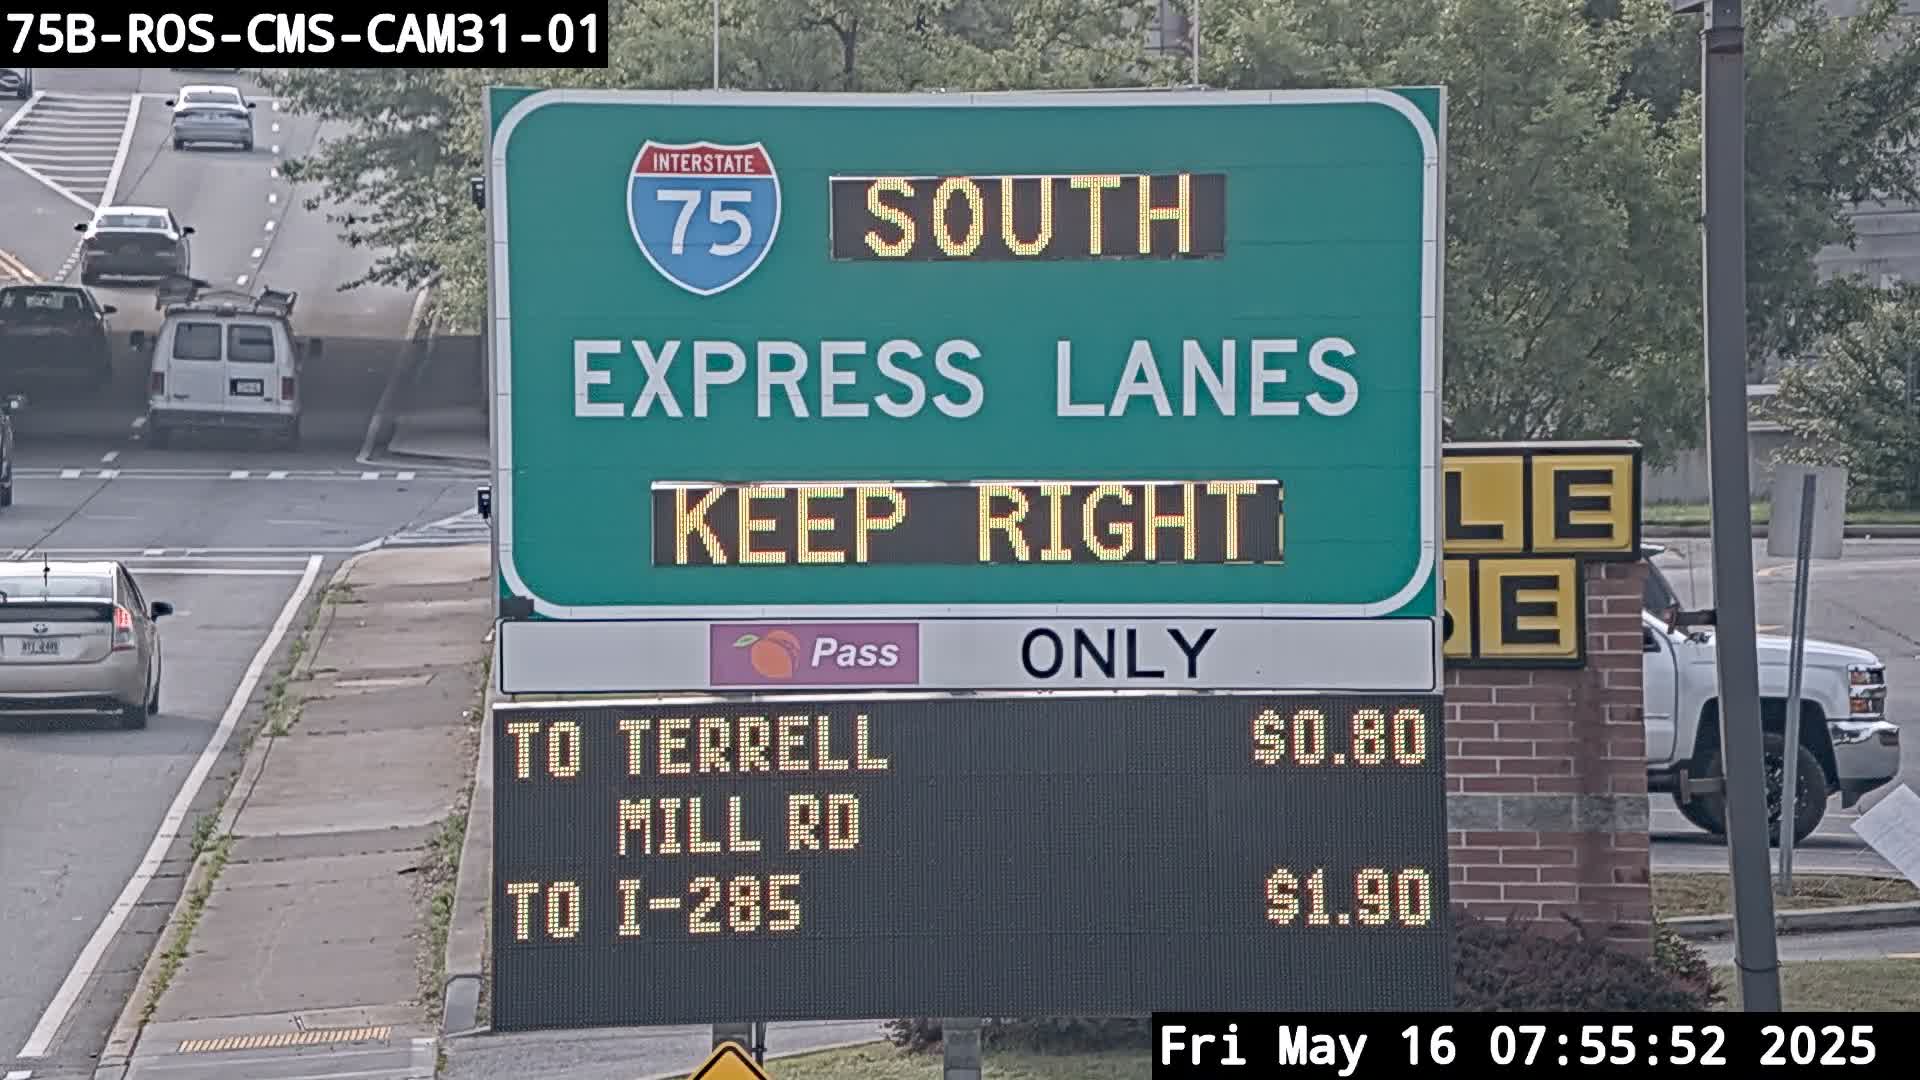 75B-ROS-CMS-CAM31-01
INTERSTATE
75
SOUTH
EXPRESS LANES
KEEP RIGHT
Pass ONLY
TO TERRELL $0.80
MILL RD
TO I-285 $1.90
LE
E
Fri May 16 07:55:52 2025